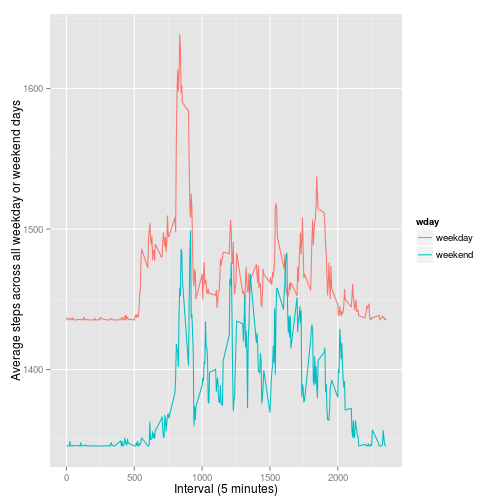 Average steps across all weekday or weekend days
1600
1500
1400
0
500
1000
1500
2000
Interval (5 minutes)
wday
weekday
weekend